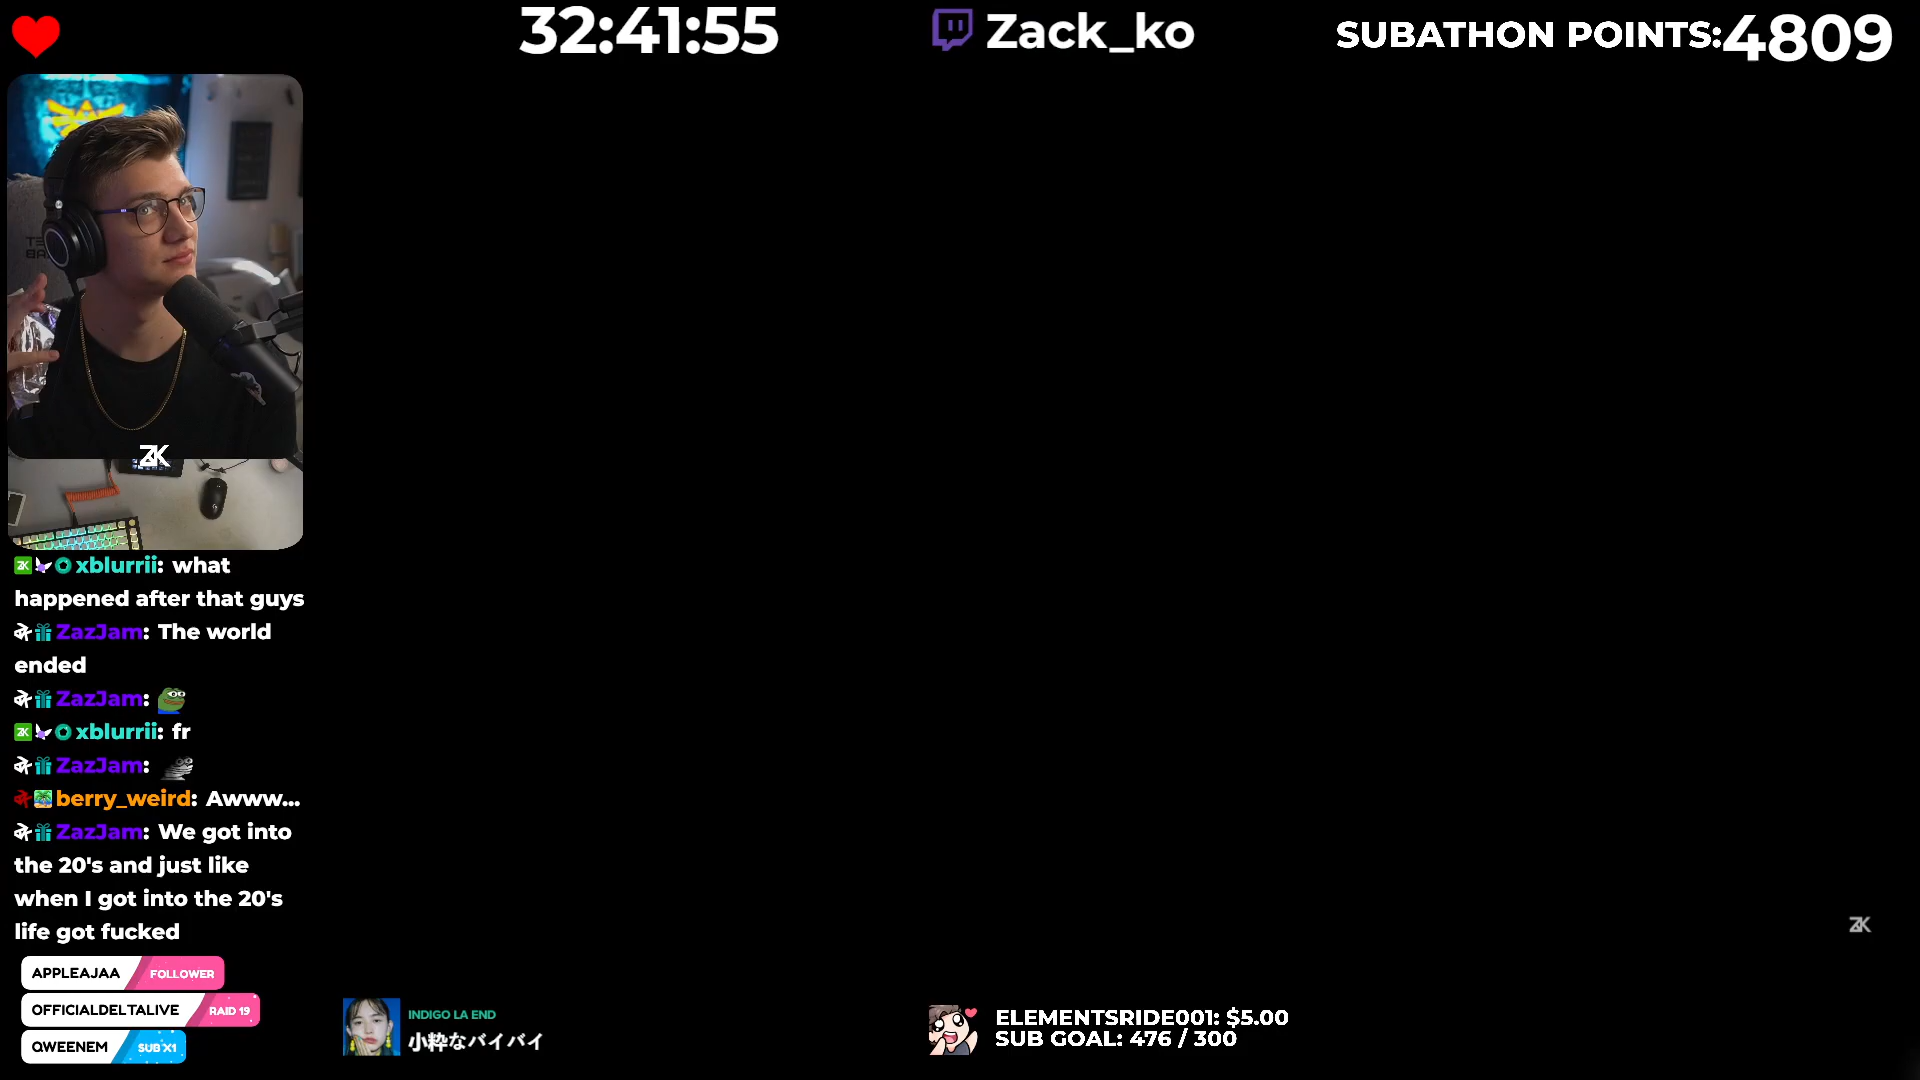 32:41:55
Zack_ko
SUBATHON POINTS:4809
ZK
xblurrii: what
happened after that guys
ZazJam: The world
ended
ZazJam:
xblurrii: fr
ZazJam:
berry_weird: Awww...
ZazJam: We got into
the 20's and just like
when I got into the 20's
life got fucked
APPLEAJAA FOLLOWER
OFFICIALDELTALIVE RAID 19
QWEENEM SUB X1
INDIGO LA END
小粋なバイバイ
ELEMENTSRIDE001: $5.00
SUB GOAL: 476 / 300
ZK